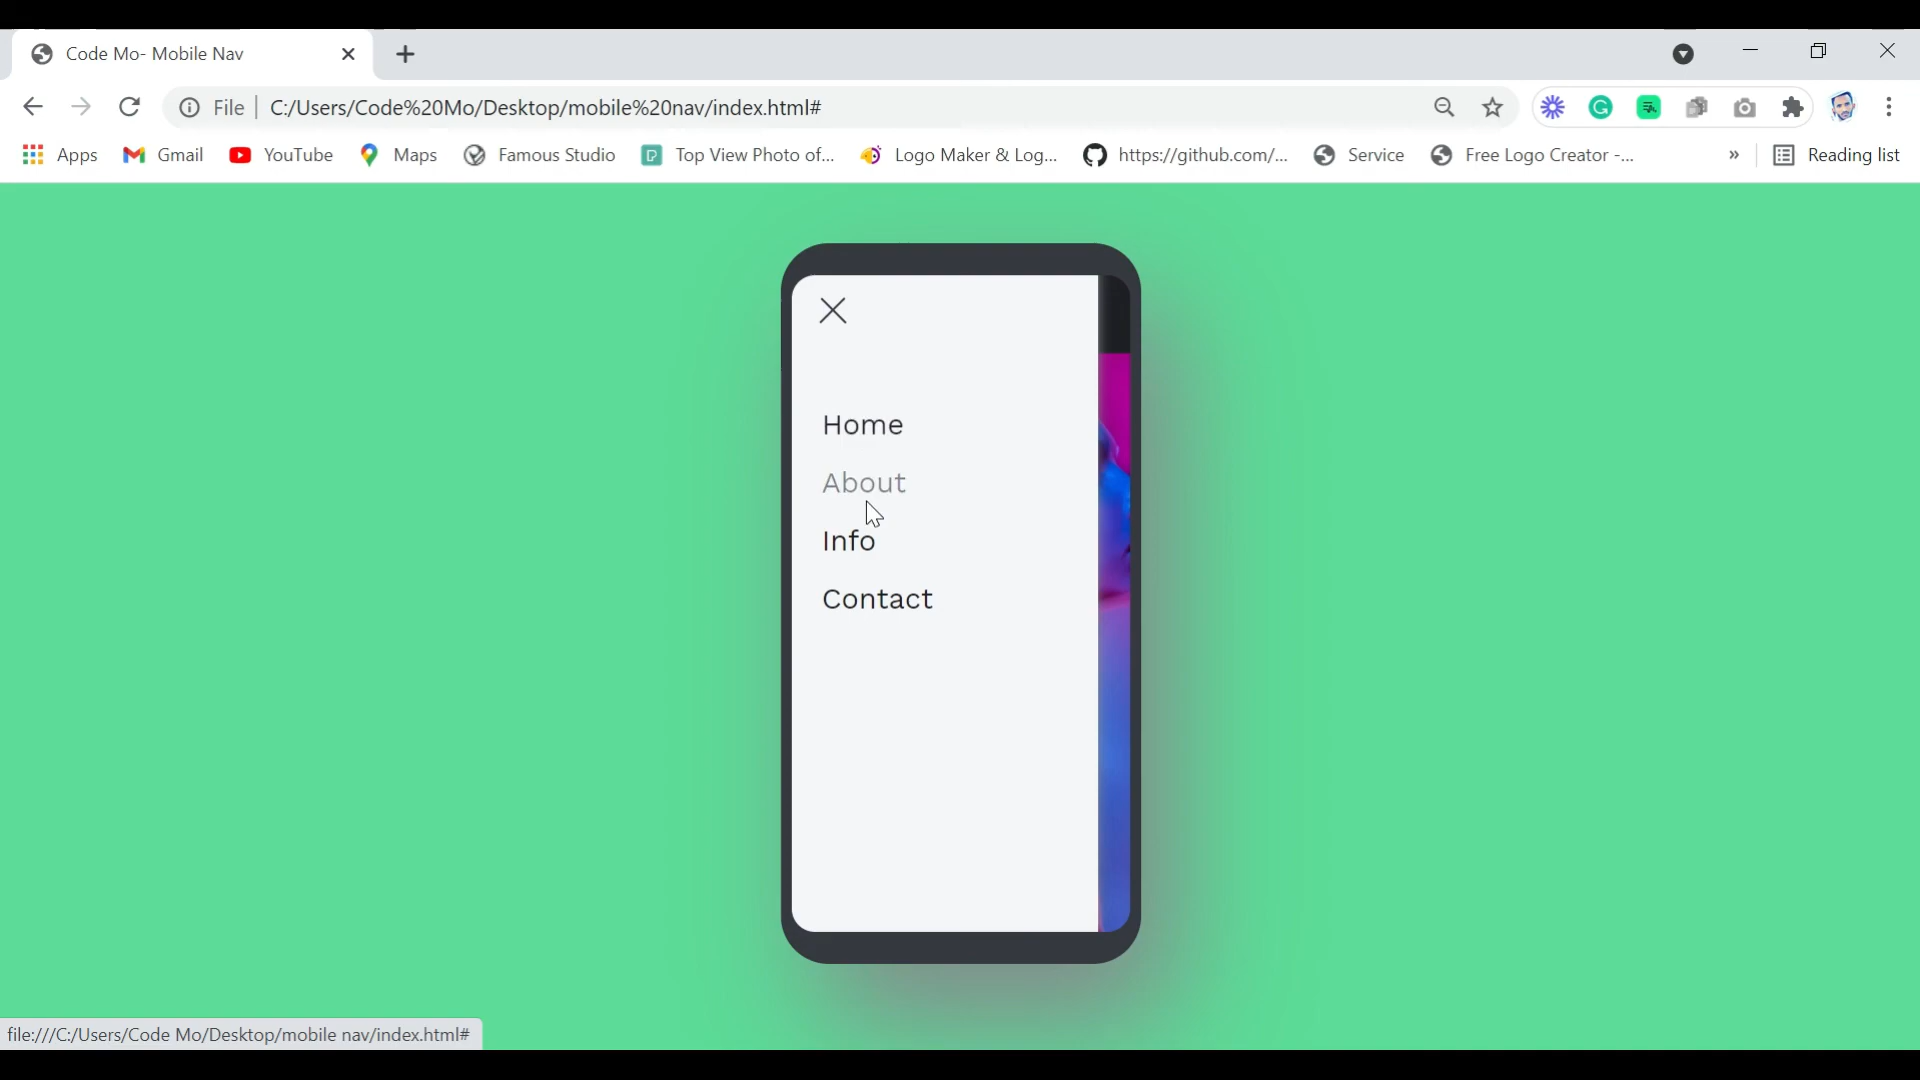 Code Mo- Mobile Nav
File C:/Users/Code%20Mo/Desktop/mobile%20nav/index.html#
Apps Gmail YouTube Maps Famous Studio Top View Photo of... Logo Maker & Log... https://github.com/... Service Free Logo Creator -... » Reading list
Home
About
Info
Contact
file:///C:/Users/Code Mo/Desktop/mobile nav/index.html#